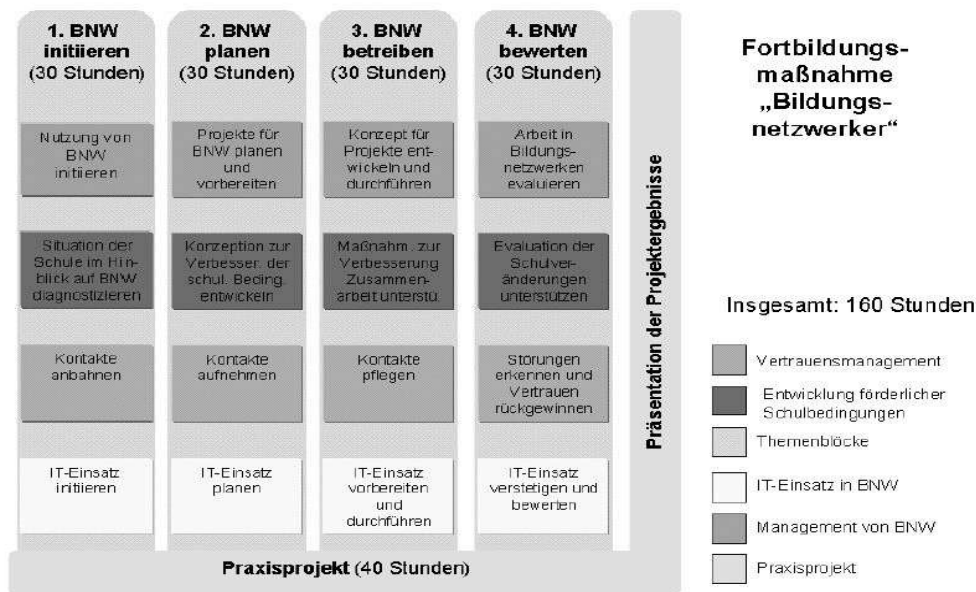 1. BNW
initiieren
(30 Stunden)
Nutzung von
BNW
initiieren
Situation der
Schule im Hin-
blick auf BNW
diagnostizieren
Kontakte
anbahnen
IT-Einsatz
initiieren
2. BNW
planen
(30 Stunden)
Projekte für
BNW planen
und
vorbereiten
Konzeption zur
Verbesser. der
schul. Beding.
entwickeln
Kontakte
aufnehmen
IT-Einsatz
planen
3. BNW
betreiben
(30 Stunden)
Konzept für
Projekte ent-
wickeln und
durchführen
Maßnahm. zur
Verbesserung
Zusammen-
arbeit unterstü.
Kontakte
pflegen
IT-Einsatz
vorbereiten
und
durchführen
4. BNW
bewerten
(30 Stunden)
Arbeit in
Bildungs-
netzwerken
evaluieren
Evaluation der
Schulver-
änderungen
unterstützen
Störungen
erkennen und
Vertrauen
rückgewinnen
IT-Einsatz
verstetigen und
bewerten
Präsentation der Projektergebnisse
Praxisprojekt (40 Stunden)
Fortbildungs-
maßnahme
„Bildungs-
netzwerker“
Insgesamt: 160 Stunden
Vertrauensmanagement
Entwicklung förderlicher
Schulbedingungen
Themenblöcke
IT-Einsatz in BNW
Management von BNW
Praxisprojekt